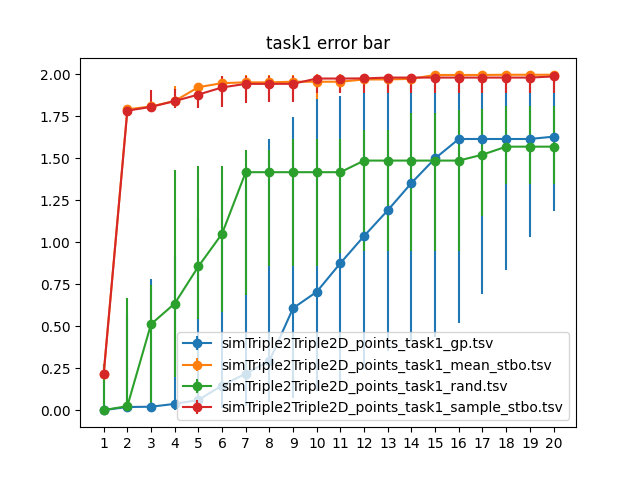 task1 error bar
2.00
1.75
1.50
1.25
1.00
0.75
0.50
0.25
0.00
simTriple2Triple2D_points_task1_gp.tsv
simTriple2Triple2D_points_task1_mean_stbo.tsv
simTriple2Triple2D_points_task1_rand.tsv
simTriple2Triple2D_points_task1_sample_stbo.tsv
1 2 3 4 5 6 7 8 9 10 11 12 13 14 15 16 17 18 19 20